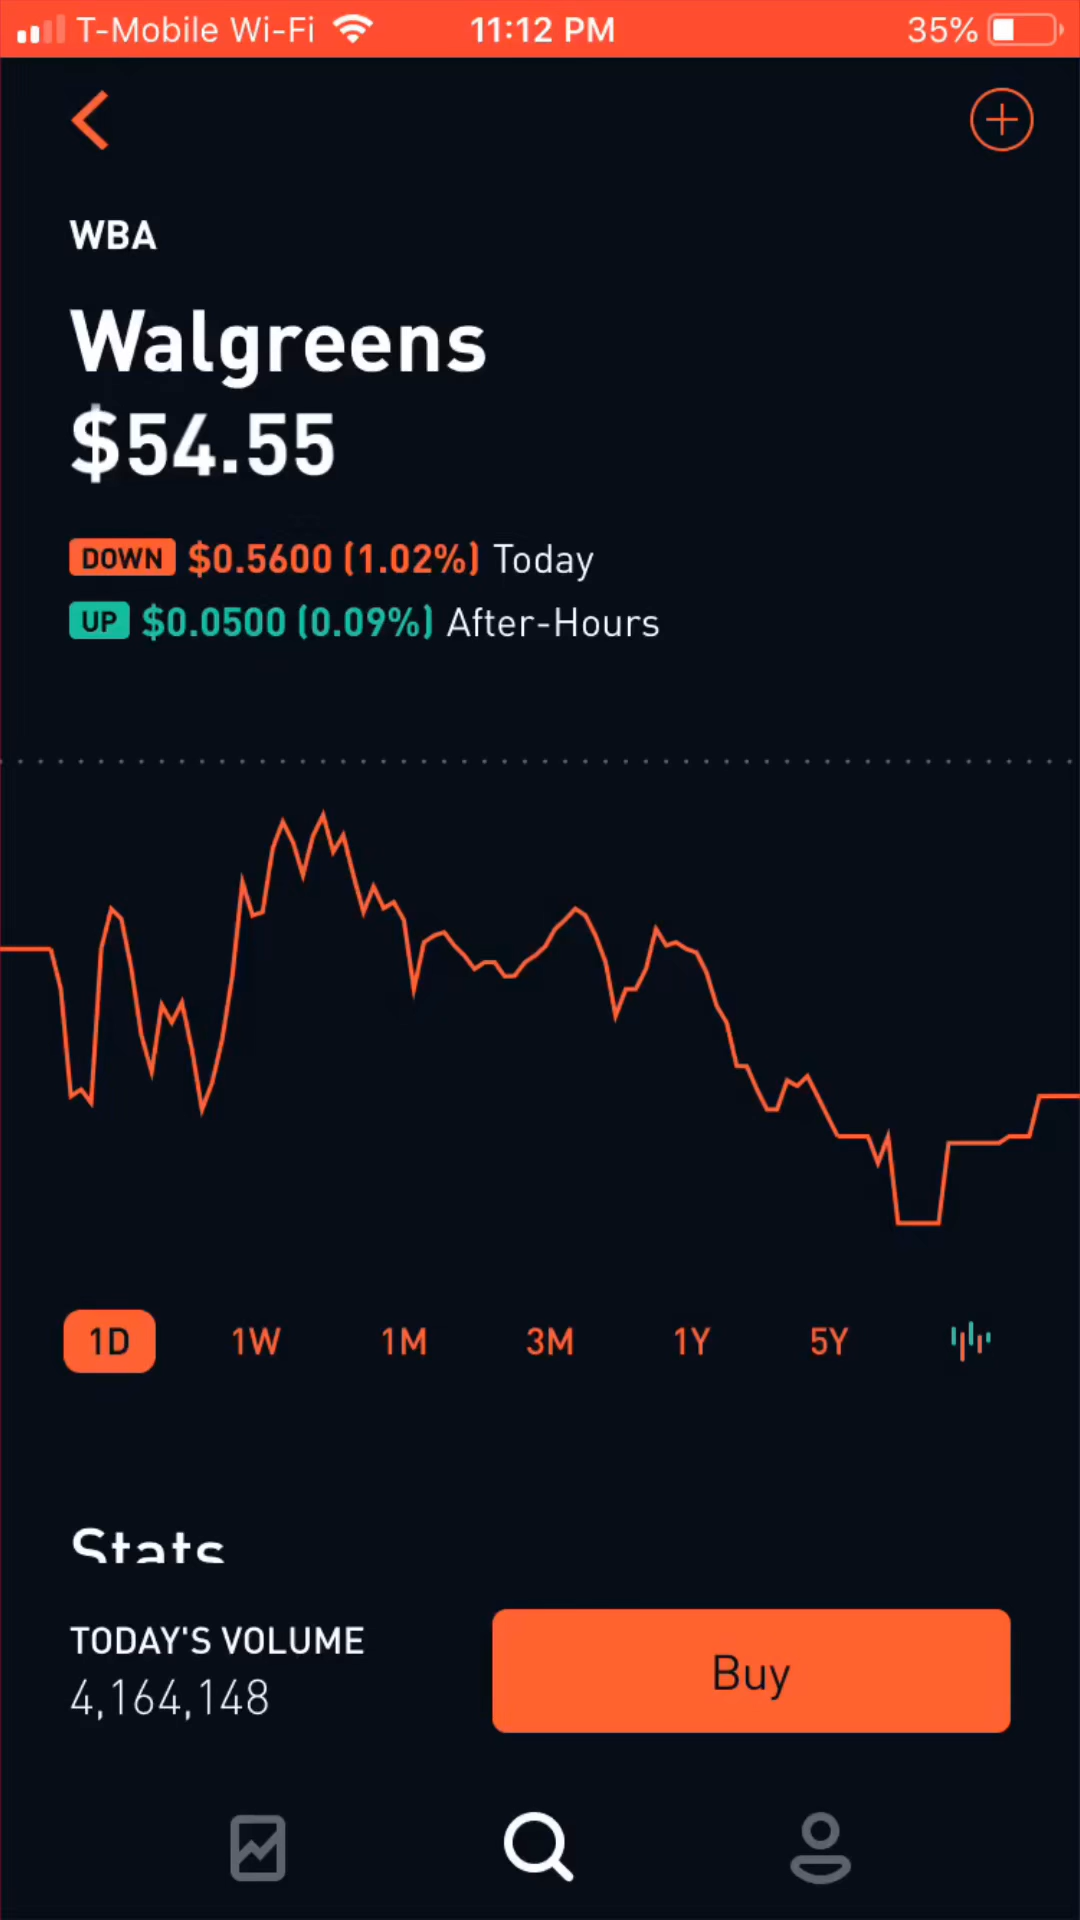 T-Mobile Wi-Fi 11:12 PM 35%
WBA
Walgreens
$54.55
DOWN $0.5600 (1.02%) Today
UP $0.0500 (0.09%) After-Hours
1D 1W 1M 3M 1Y 5Y
Stats
TODAY'S VOLUME
4,164,148
Buy